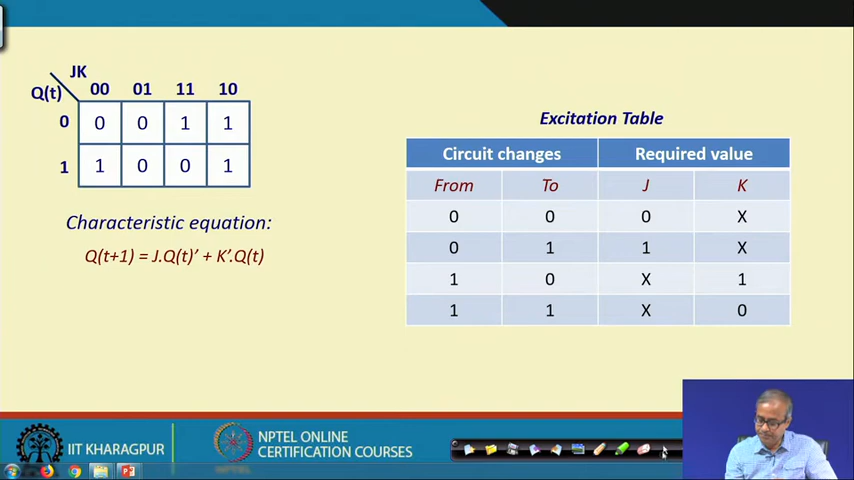 JK
Q(t)
00 01 11 10
0 0 0 1 1
1 1 0 0 1
Characteristic equation:
Q(t+1) = J.Q(t)’ + K’.Q(t)
Excitation Table
Circuit changes Required value
From To J K
0 0 0 X
0 1 1 X
1 0 X 1
1 1 X 0
IIT KHARAGPUR
NPTEL ONLINE
CERTIFICATION COURSES
NPTEL